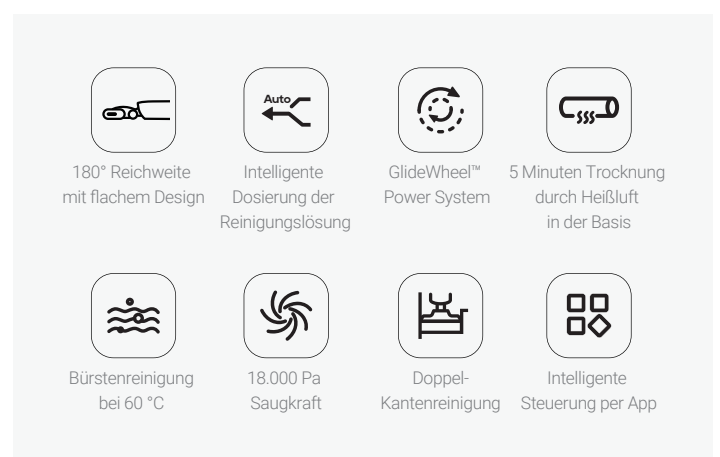 180° Reichweite
mit flachem Design
Auto
Intelligente
Dosierung der
Reinigungslösung
GlideWheel™
Power System
5 Minuten Trocknung
durch Heißluft
in der Basis
Bürstenreinigung
bei 60 °C
18.000 Pa
Saugkraft
Doppel-
Kantenreinigung
Intelligente
Steuerung per App